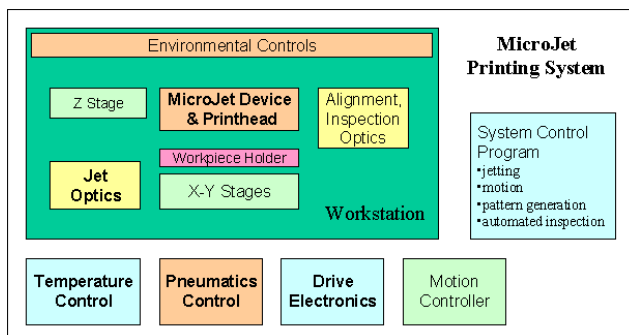 Environmental Controls
MicroJet
Printing System
Z Stage
MicroJet Device
& Printhead
Alignment,
Inspection
Optics
System Control
Program
•jetting
•motion
•pattern generation
•automated inspection
Workpiece Holder
Jet
Optics
X-Y Stages
Workstation
Temperature
Control
Pneumatics
Control
Drive
Electronics
Motion
Controller